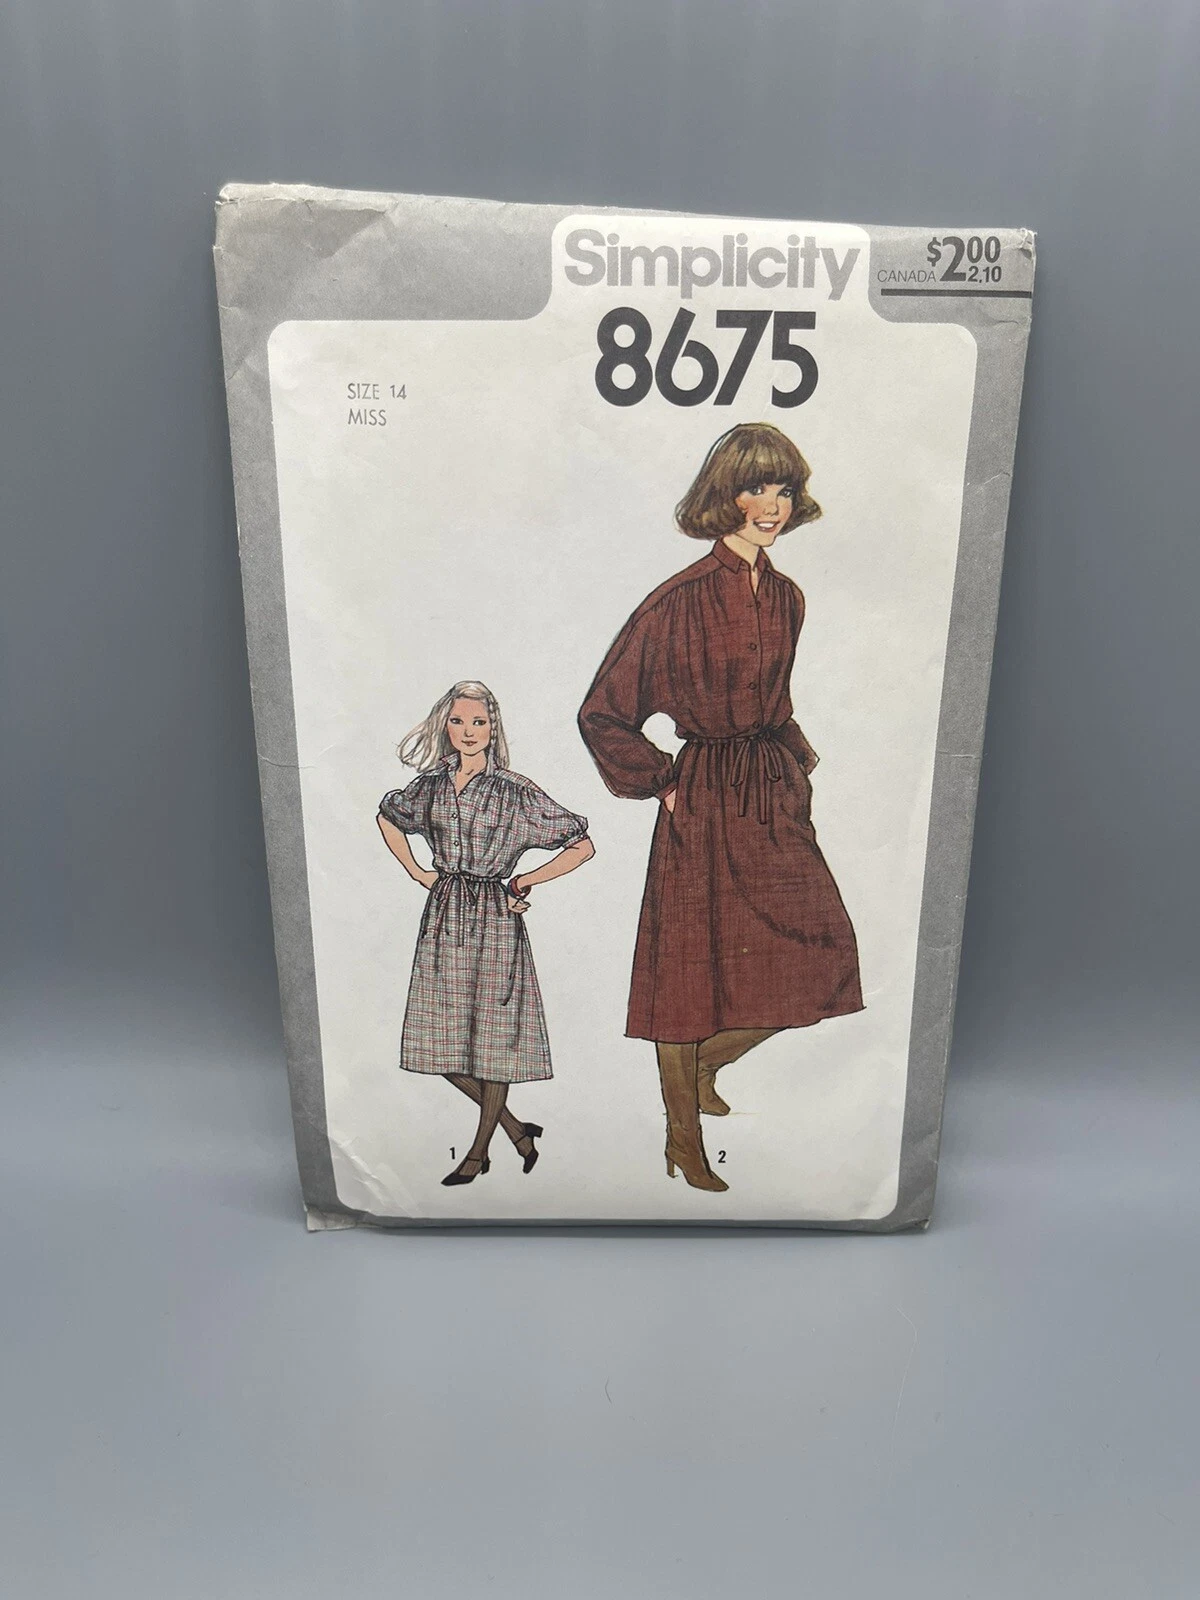 Simplicity
$2.00
CANADA 2.10
8675
SIZE 14
MISS
1
2